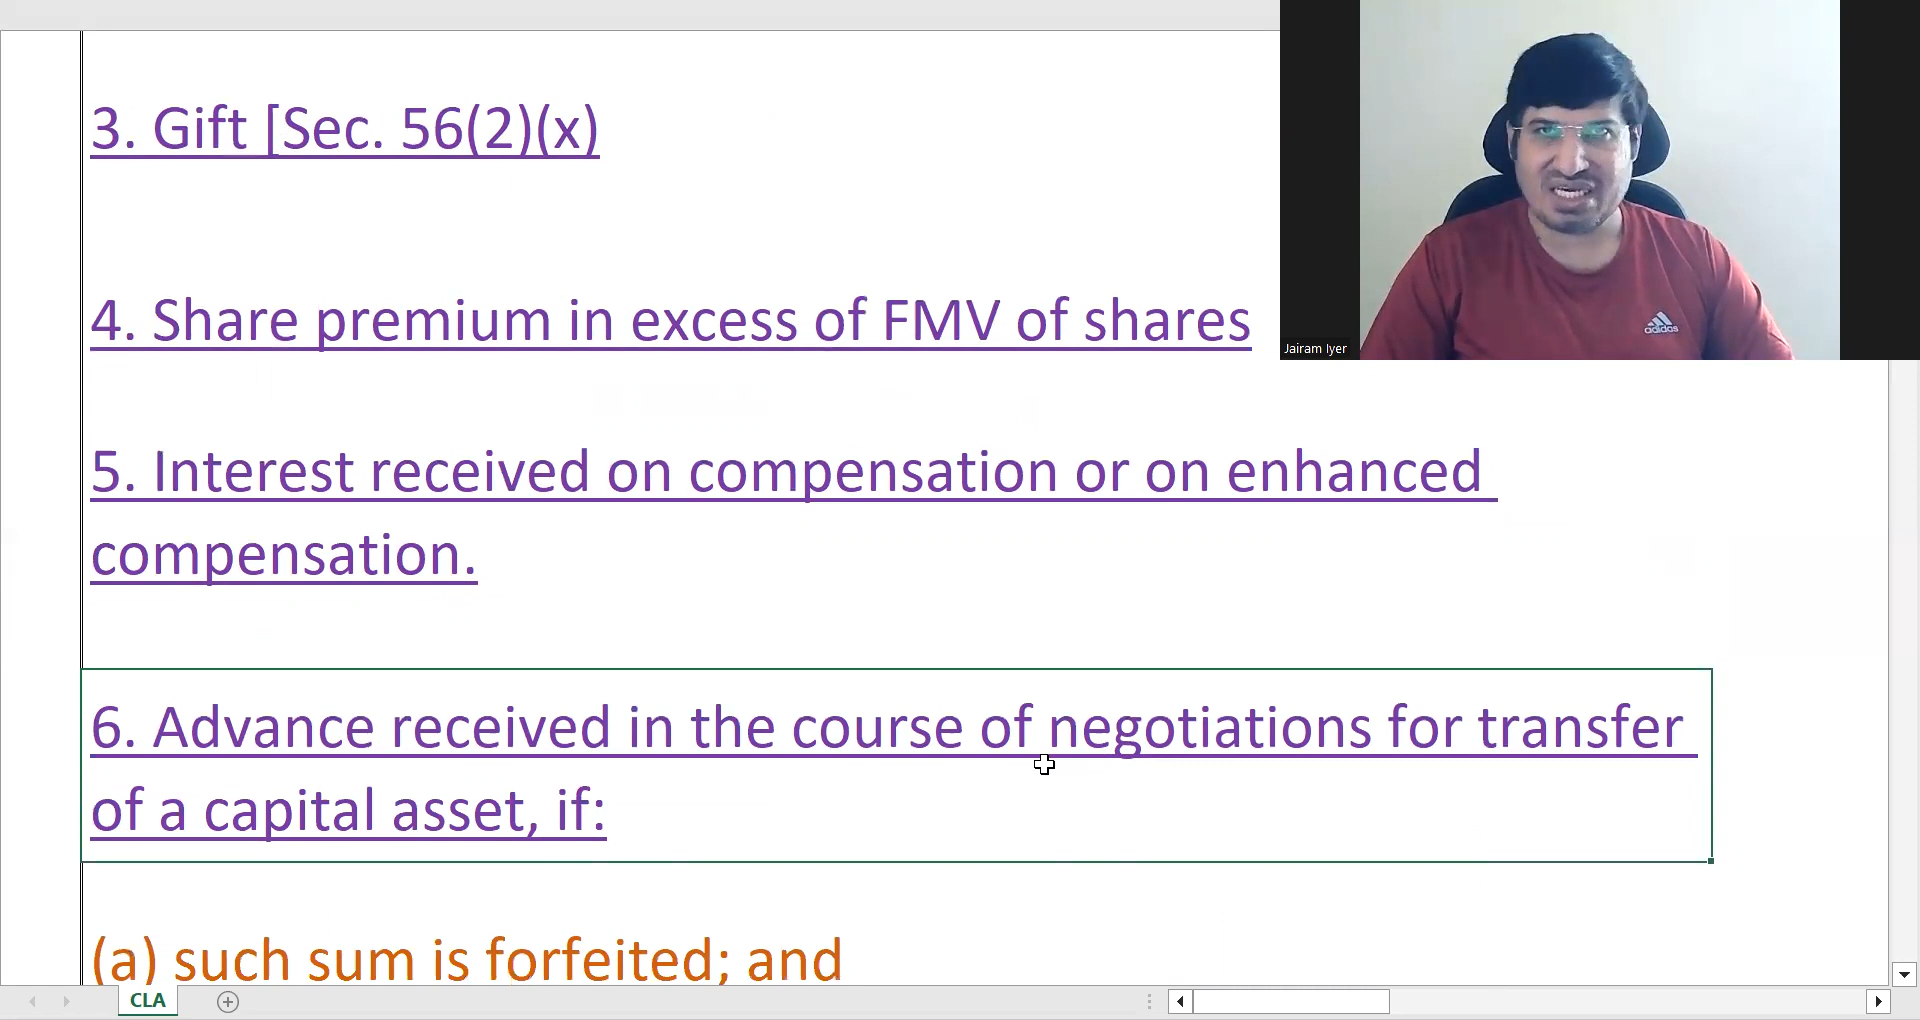 3. Gift [Sec. 56(2)(x)
4. Share premium in excess of FMV of shares
5. Interest received on compensation or on enhanced
compensation.
6. Advance received in the course of negotiations for transfer
of a capital asset, if:
(a) such sum is forfeited; and
adidas
Jairam Iyer
CLA